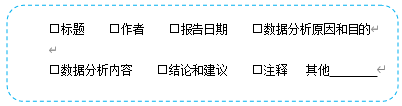 □标题 □作者 □报告日期 □数据分析原因和目的↵
↵
□数据分析内容 □结论和建议 □注释 其他________↵